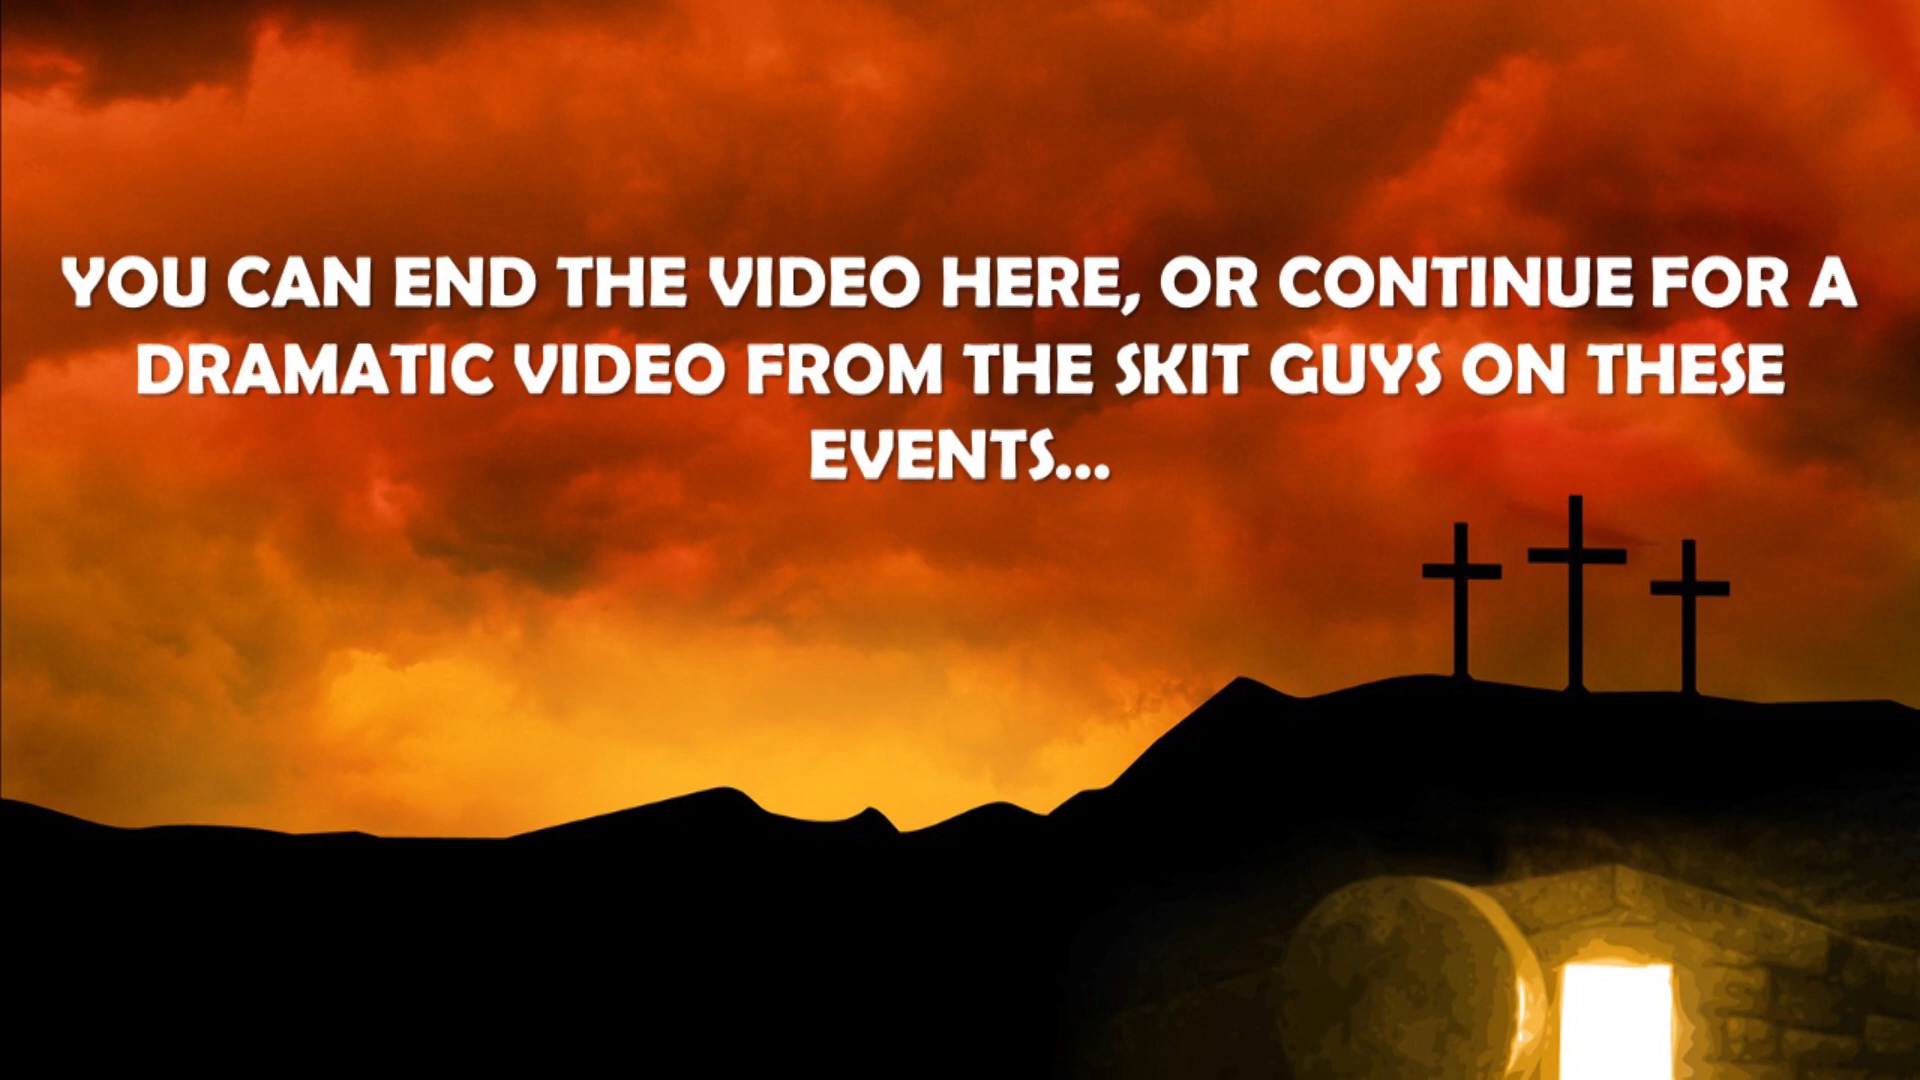 YOU CAN END THE VIDEO HERE, OR CONTINUE FOR A
DRAMATIC VIDEO FROM THE SKIT GUYS ON THESE
EVENTS...